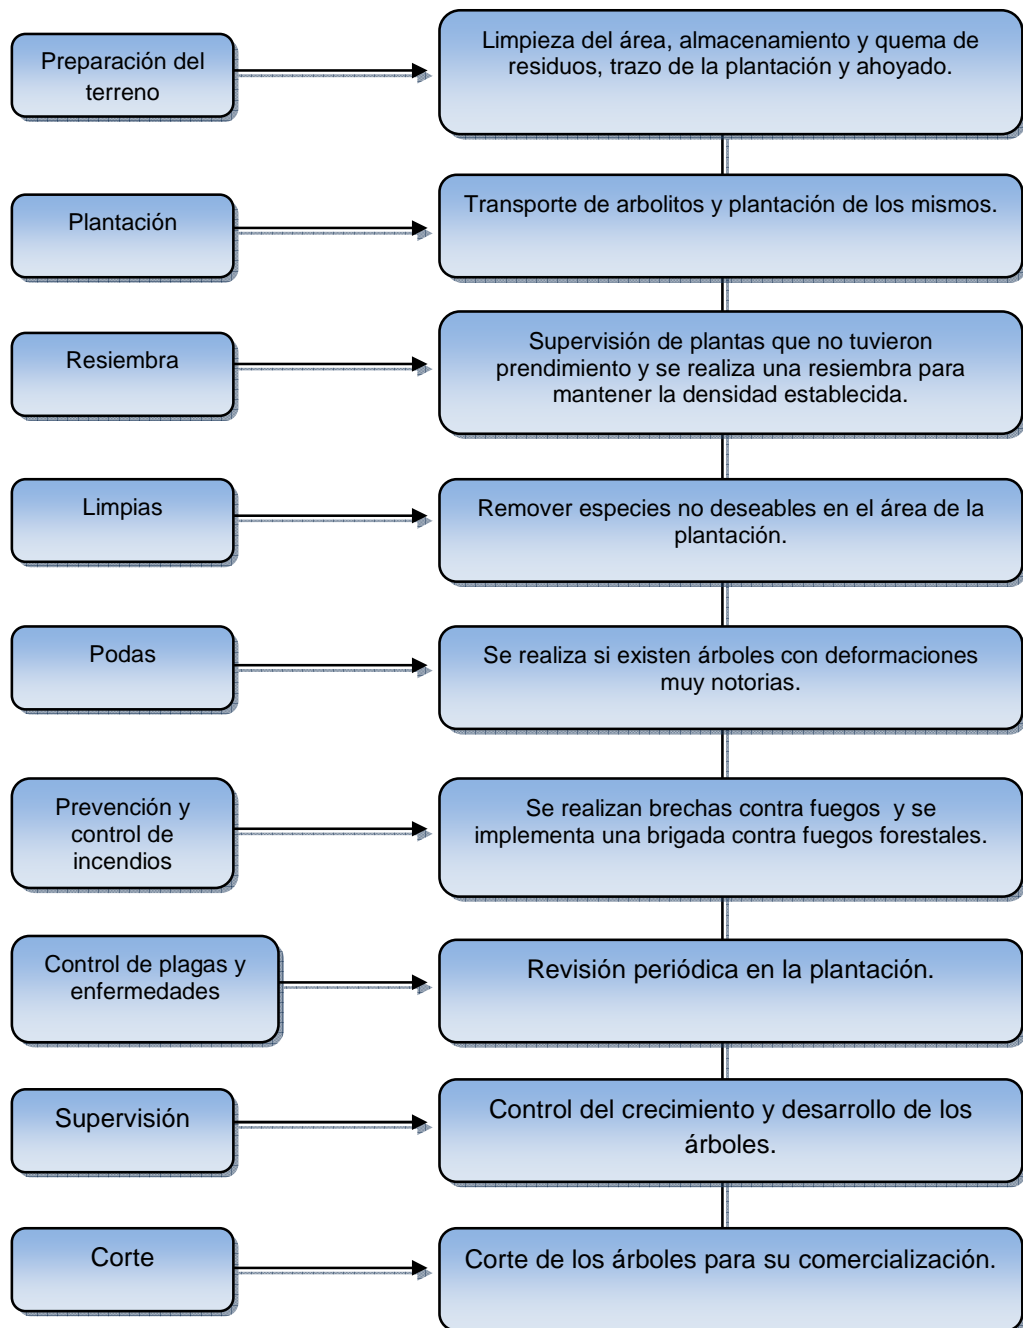 Preparación del
terreno
Limpieza del área, almacenamiento y quema de
residuos, trazo de la plantación y ahoyado.
Plantación
Transporte de arbolitos y plantación de los mismos.
Resiembra
Supervisión de plantas que no tuvieron
prendimiento y se realiza una resiembra para
mantener la densidad establecida.
Limpias
Remover especies no deseables en el área de la
plantación.
Podas
Se realiza si existen árboles con deformaciones
muy notorias.
Prevención y
control de
incendios
Se realizan brechas contra fuegos y se
implementa una brigada contra fuegos forestales.
Control de plagas y
enfermedades
Revisión periódica en la plantación.
Supervisión
Control del crecimiento y desarrollo de los
árboles.
Corte
Corte de los árboles para su comercialización.